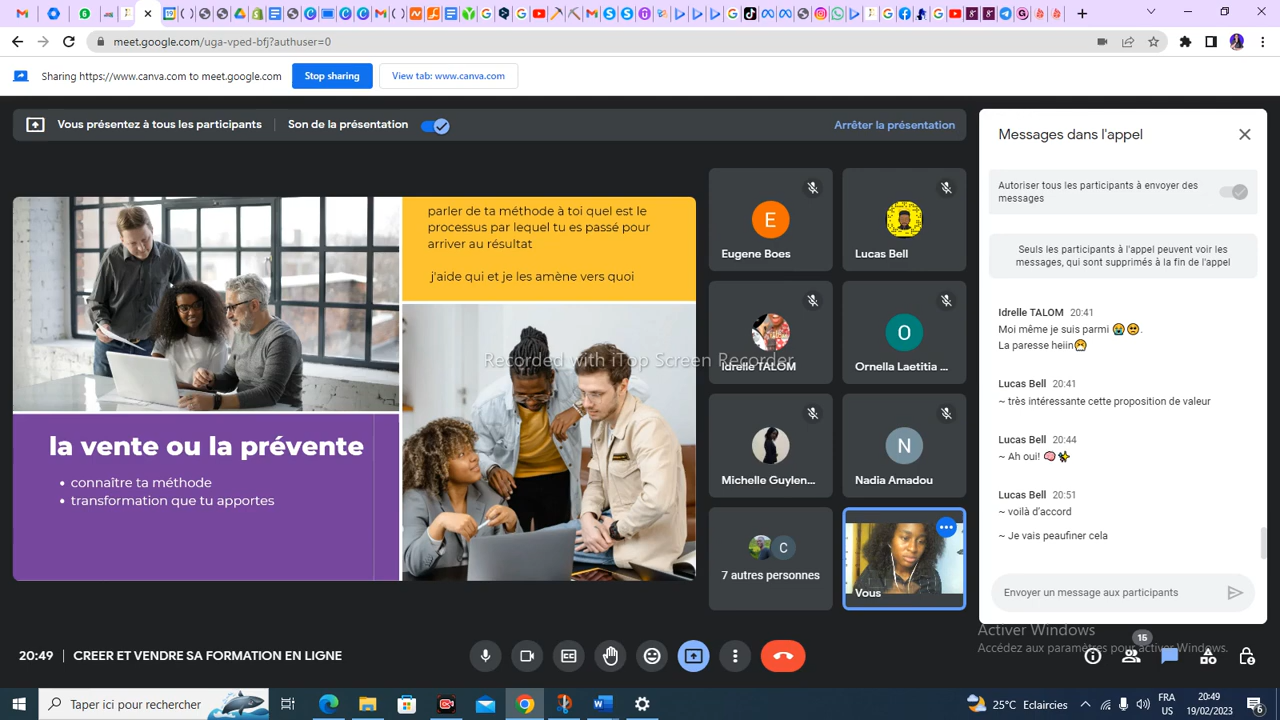 meet.google.com/uga-vped-bfj?authuser=0
Sharing https://www.canva.com to meet.google.com
Stop sharing
View tab: www.canva.com
Vous présentez à tous les participants
Son de la présentation
Arrêter la présentation
parler de ta méthode à toi quel est le
processus par lequel tu es passé pour
arriver au résultat
j'aide qui et je les amène vers quoi
la vente ou la prévente
• connaître ta méthode
• transformation que tu apportes
Recorded with iTop Screen Recorder
E
Eugene Boes
Lucas Bell
Idrelle TALOM
O
Ornella Laetitia ...
Michelle Guylen...
N
Nadia Amadou
C
7 autres personnes
Vous
Messages dans l'appel
Autoriser tous les participants à envoyer des
messages
Seuls les participants à l'appel peuvent voir les
messages, qui sont supprimés à la fin de l'appel
Idrelle TALOM 20:41
Moi même je suis parmi 😭😍.
La paresse heiin😤
Lucas Bell 20:41
~ très intéressante cette proposition de valeur
Lucas Bell 20:44
~ Ah oui! 🧠✨
Lucas Bell 20:51
~ voilà d'accord
~ Je vais peaufiner cela
Envoyer un message aux participants
Activer Windows
Accédez aux paramètres pour activer Windows.
20:49 | CREER ET VENDRE SA FORMATION EN LIGNE
15
Taper ici pour rechercher
25°C Eclaircies
FRA
US
20:49
19/02/2023
6